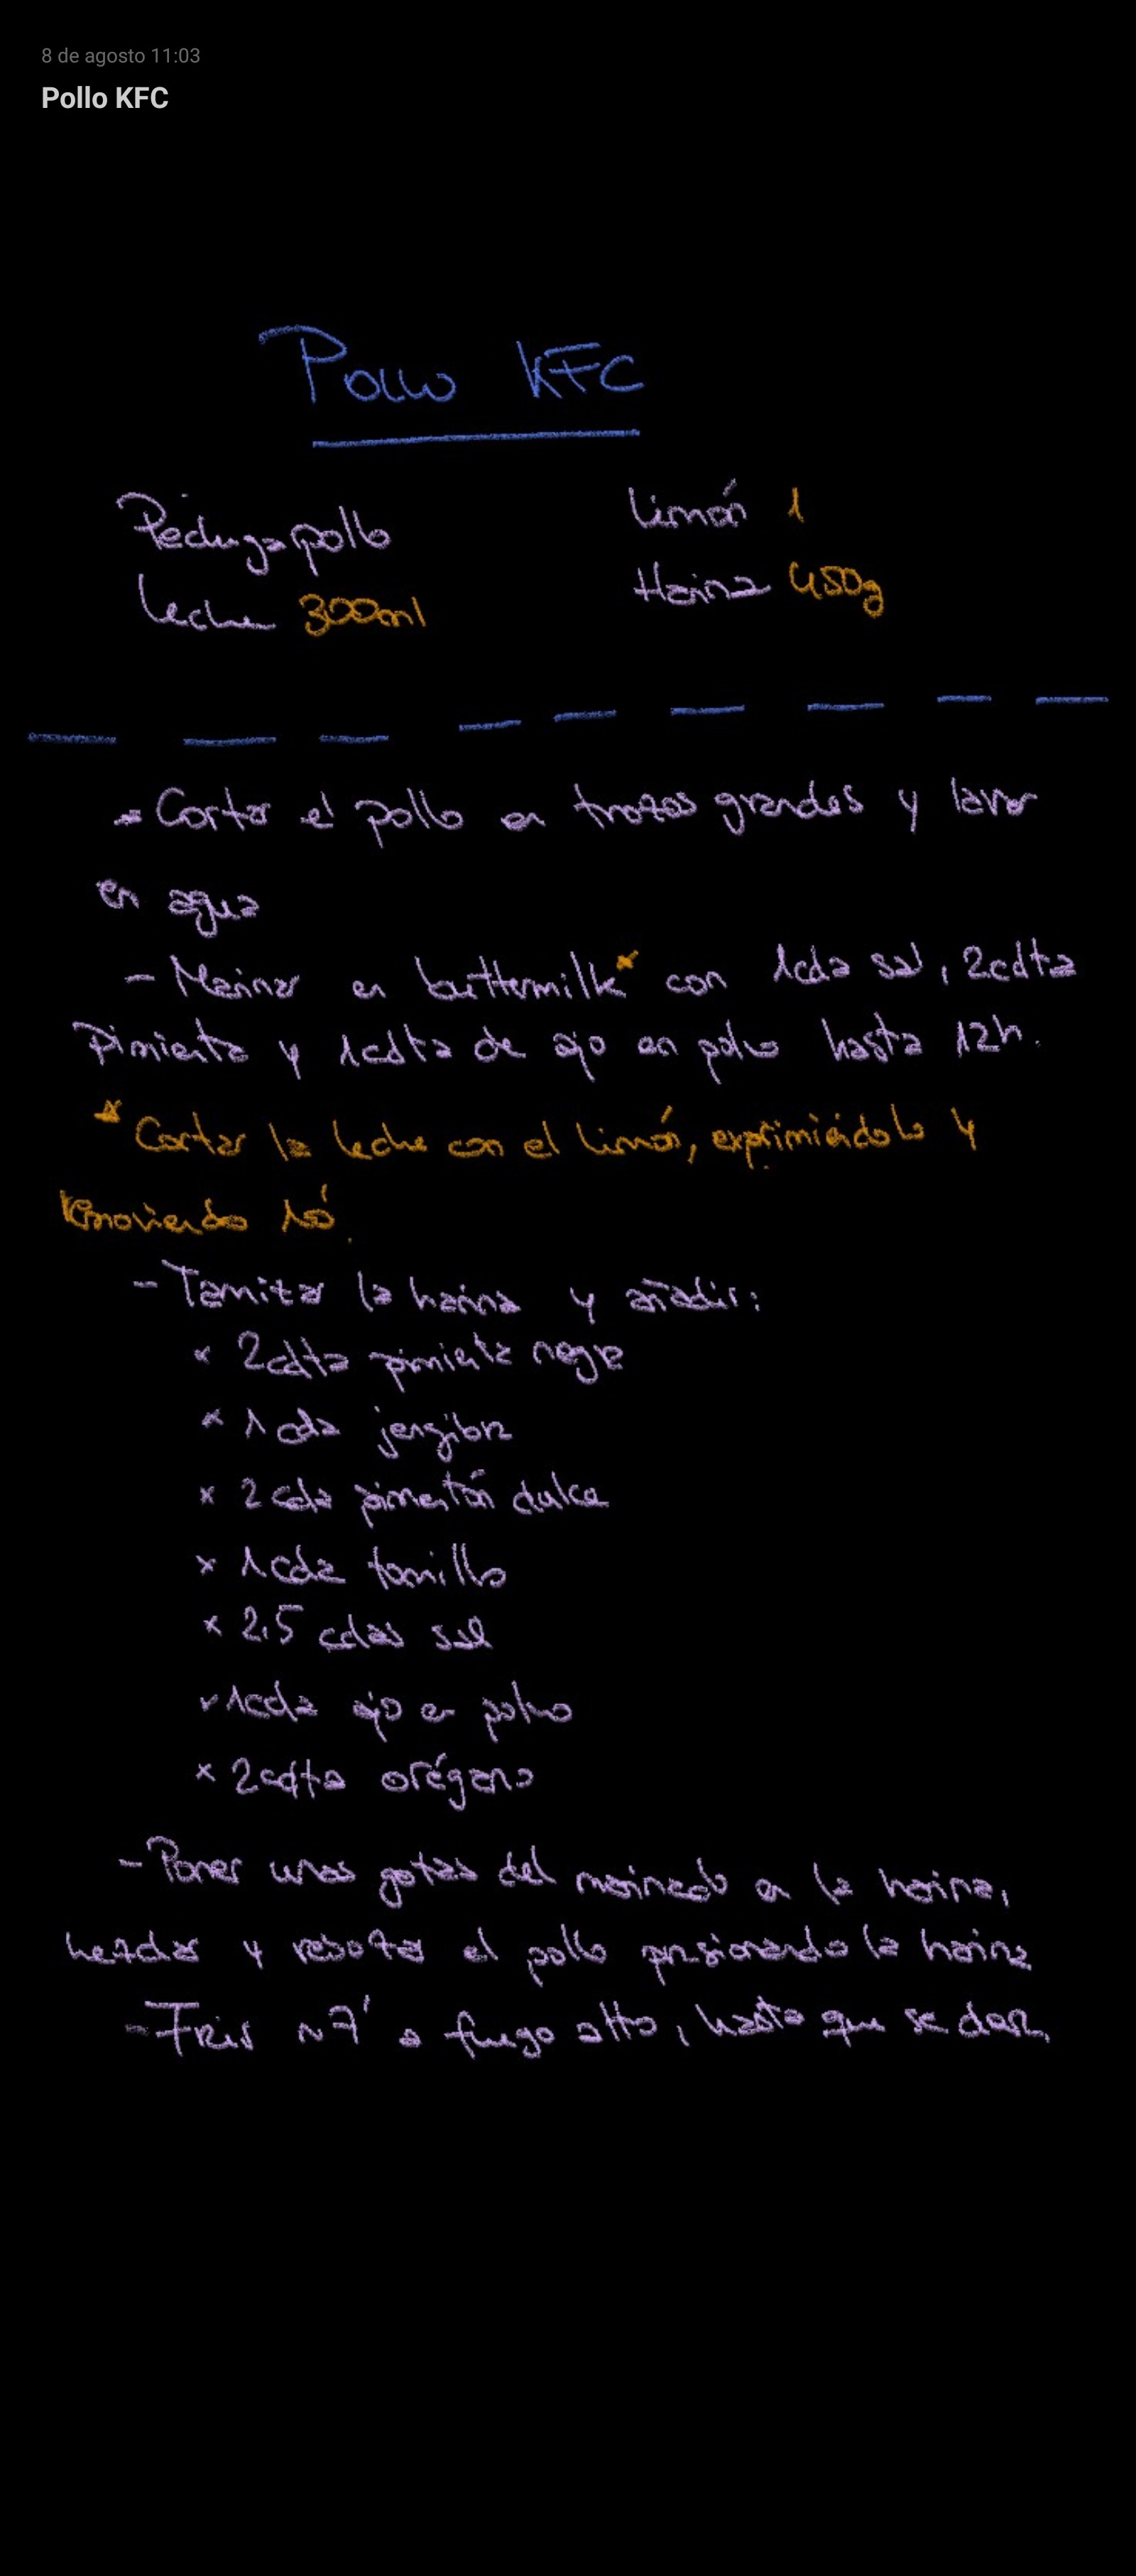 8 de agosto 11:03
Pollo KFC
Pollo KFC
Pechuga pollo
Leche 300ml
Limón 1
Harina 450g
- Cortar el pollo en trozos grandes y lavar
en agua
- Marinar en buttermilk* con 1cda sal, 2cdta
Pimienta y 1cdta de ajo en polvo hasta 12h.
* Cortar la leche con el limón, exprimiéndolo y
removiendo
- Tamizar la harina y añadir:
x 2cdta pimienta negra
x 1 cda jengibre
x 2 cda pimentón dulce
x 1cda tomillo
x 2,5 cdas sal
x 1cda ajo en polvo
x 2cdta orégano
- Poner unas gotas del marinado en la harina,
mezclar y rebozar el pollo presionando la harina
- Freir ~7' a fuego alto, hasta que se dore.